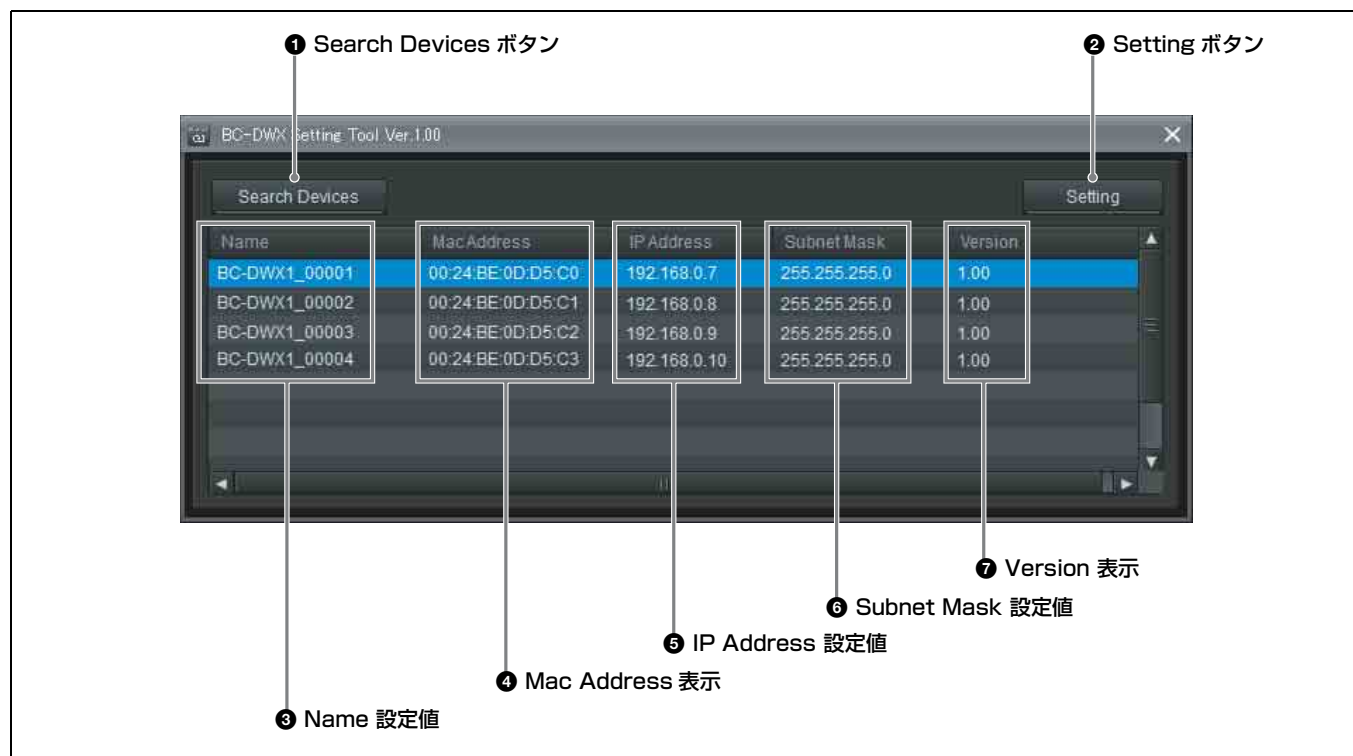 ❶ Search Devices ボタン
❷ Setting ボタン
BC-DWX Setting Tool Ver.1.00
Search Devices
Setting
Name MacAddress IP Address Subnet Mask Version
BC-DWX1_00001 00:24:BE:0D:D5:C0 192.168.0.7 255.255.255.0 1.00
BC-DWX1_00002 00:24:BE:0D:D5:C1 192.168.0.8 255.255.255.0 1.00
BC-DWX1_00003 00:24:BE:0D:D5:C2 192.168.0.9 255.255.255.0 1.00
BC-DWX1_00004 00:24:BE:0D:D5:C3 192.168.0.10 255.255.255.0 1.00
❼ Version 表示
❻ Subnet Mask 設定値
❺ IP Address 設定値
❹ Mac Address 表示
❸ Name 設定値